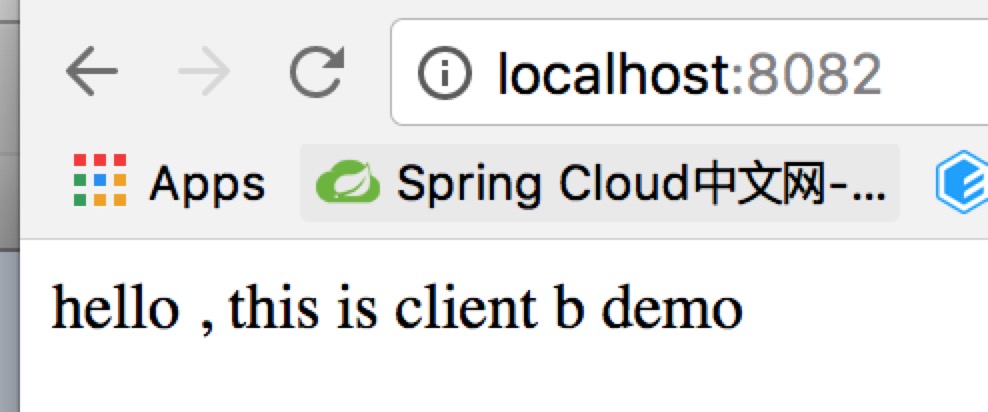 localhost:8082
Apps Spring Cloud中文网-...
hello , this is client b demo